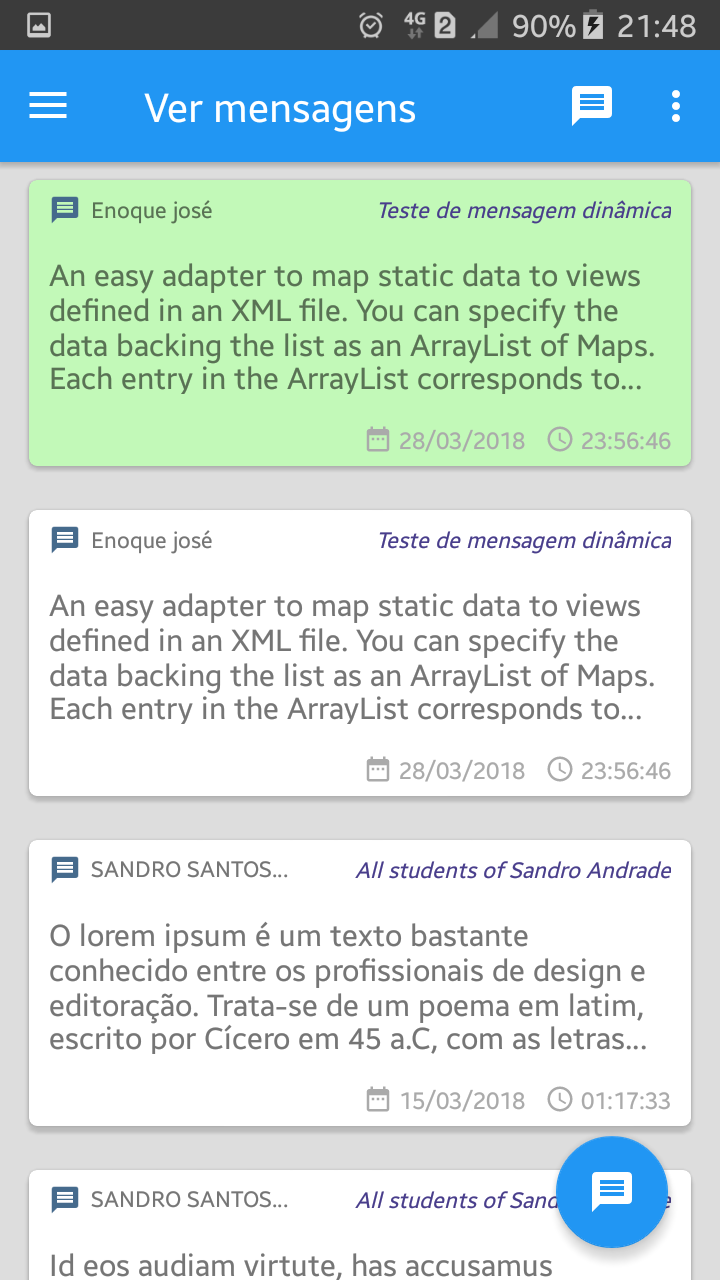 4G 2 90% 21:48
Ver mensagens
Enoque josé Teste de mensagem dinâmica
An easy adapter to map static data to views
defined in an XML file. You can specify the
data backing the list as an ArrayList of Maps.
Each entry in the ArrayList corresponds to...
28/03/2018 23:56:46
Enoque josé Teste de mensagem dinâmica
An easy adapter to map static data to views
defined in an XML file. You can specify the
data backing the list as an ArrayList of Maps.
Each entry in the ArrayList corresponds to...
28/03/2018 23:56:46
SANDRO SANTOS... All students of Sandro Andrade
O lorem ipsum é um texto bastante
conhecido entre os profissionais de design e
editoração. Trata-se de um poema em latim,
escrito por Cícero em 45 a.C, com as letras...
15/03/2018 01:17:33
SANDRO SANTOS... All students of
Id eos audiam virtute, has accusamus